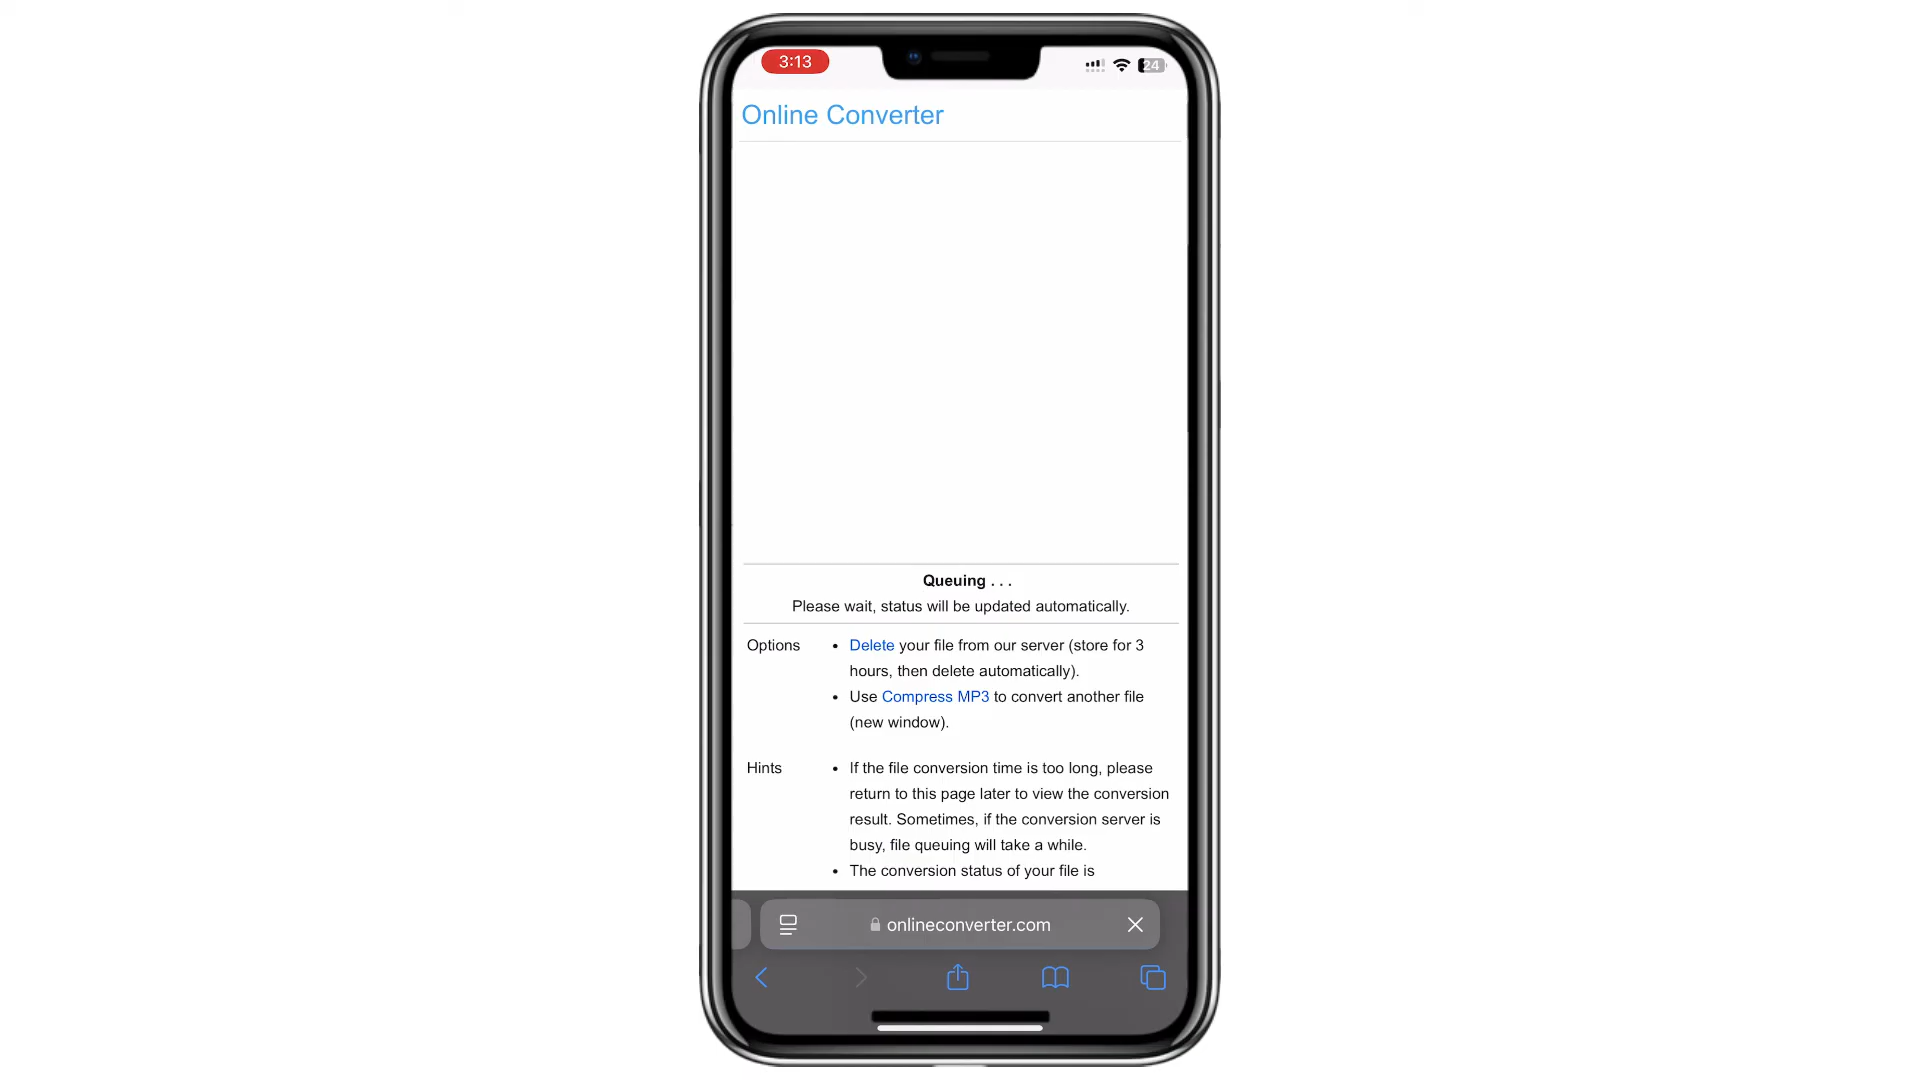 3:13
24
Online Converter
Queuing . . .
Please wait, status will be updated automatically.
Options
• Delete your file from our server (store for 3
hours, then delete automatically).
• Use Compress MP3 to convert another file
(new window).
Hints
• If the file conversion time is too long, please
return to this page later to view the conversion
result. Sometimes, if the conversion server is
busy, file queuing will take a while.
• The conversion status of your file is
onlineconverter.com